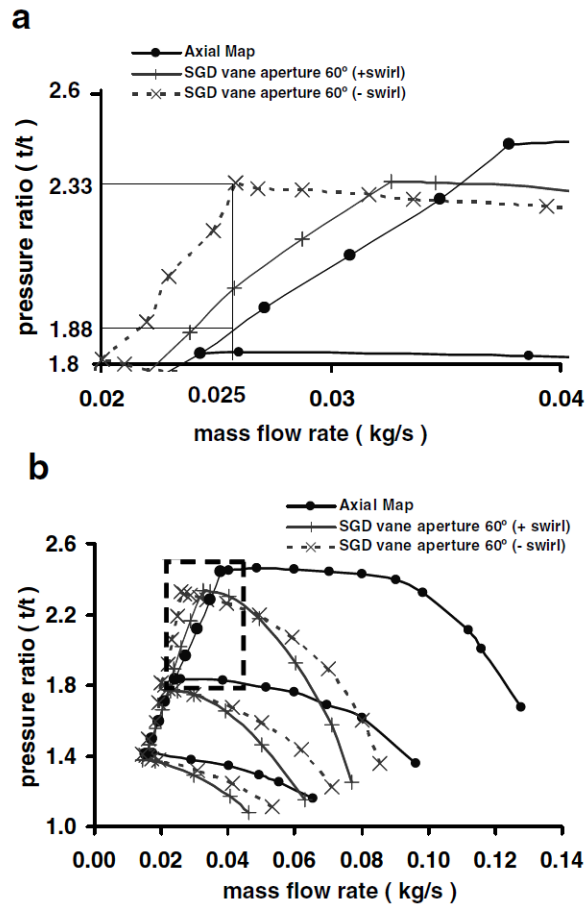 a
Axial Map
SGD vane aperture 60º (+swirl)
SGD vane aperture 60º (- swirl)
2.6
2.33
1.88
1.8
pressure ratio ( t/t )
0.02
0.025
0.03
0.04
mass flow rate ( kg/s )
b
Axial Map
SGD vane aperture 60º (+ swirl)
SGD vane aperture 60º (- swirl)
2.6
2.2
1.8
1.4
1.0
pressure ratio ( t/t )
0.00 0.02 0.04 0.06 0.08 0.10 0.12 0.14
mass flow rate ( kg/s )